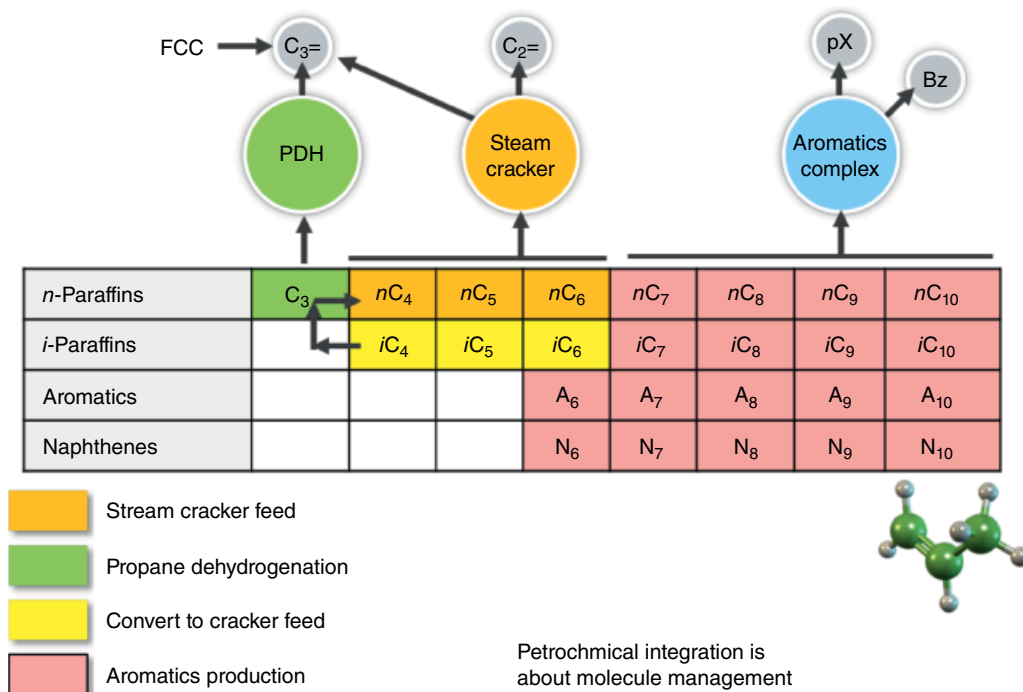 FCC
C₃=
C₂=
pX
Bz
PDH
Steam
cracker
Aromatics
complex
n-Paraffins C₃ nC₄ nC₅ nC₆ nC₇ nC₈ nC₉ nC₁₀
i-Paraffins iC₄ iC₅ iC₆ iC₇ iC₈ iC₉ iC₁₀
Aromatics A₆ A₇ A₈ A₉ A₁₀
Naphthenes N₆ N₇ N₈ N₉ N₁₀
Stream cracker feed
Propane dehydrogenation
Convert to cracker feed
Aromatics production
Petrochmical integration is
about molecule management